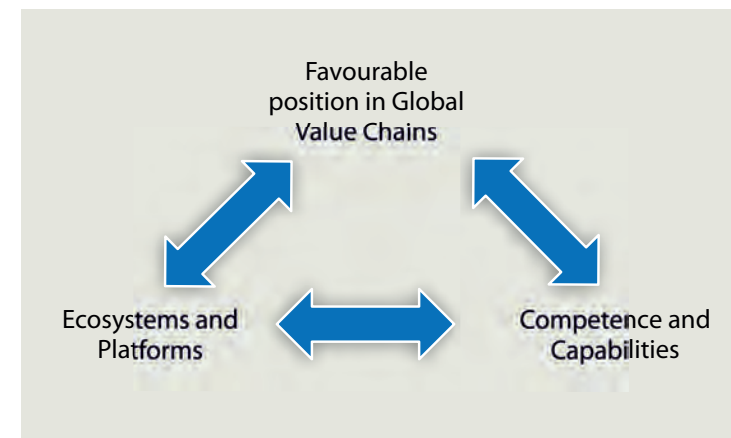 Favourable
position in Global
Value Chains
Ecosystems and
Platforms
Competence and
Capabilities